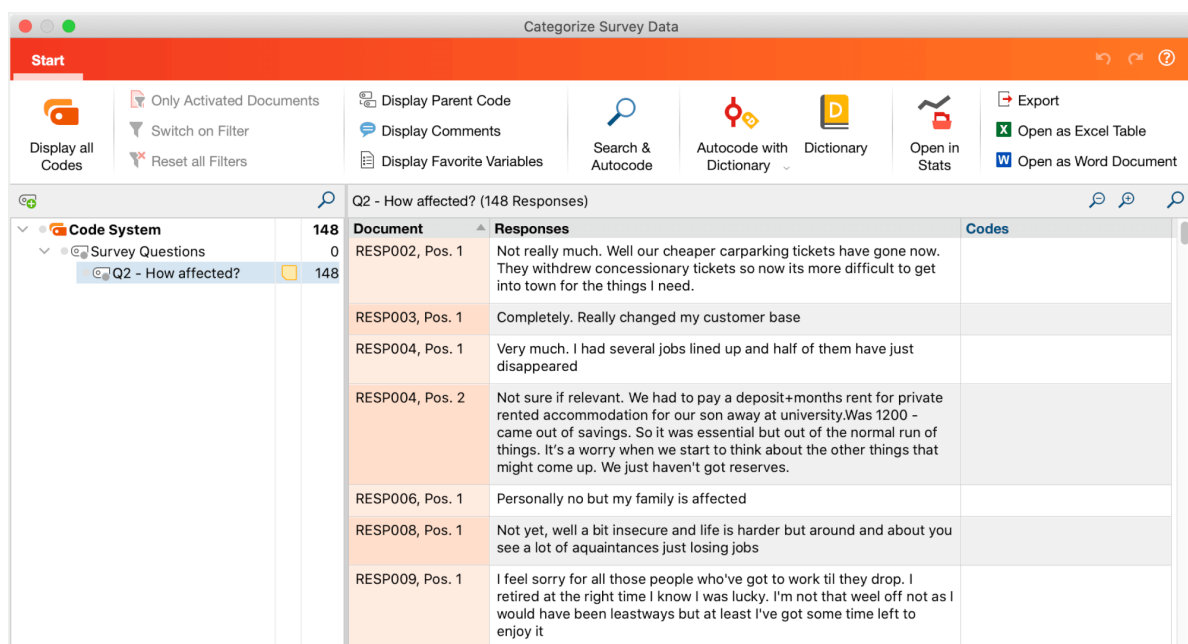 Categorize Survey Data
Start
Display all
Codes
Only Activated Documents
Switch on Filter
Reset all Filters
Display Parent Code
Display Comments
Display Favorite Variables
Search &
Autocode
Autocode with
Dictionary
D
Dictionary
Open in
Stats
Export
X Open as Excel Table
W Open as Word Document
Q2 - How affected? (148 Responses)
Code System 148
Survey Questions 0
Q2 - How affected? 148
Document Responses Codes
RESP002, Pos. 1 Not really much. Well our cheaper carparking tickets have gone now.
They withdrew concessionary tickets so now its more difficult to get
into town for the things I need.
RESP003, Pos. 1 Completely. Really changed my customer base
RESP004, Pos. 1 Very much. I had several jobs lined up and half of them have just
disappeared
RESP004, Pos. 2 Not sure if relevant. We had to pay a deposit+months rent for private
rented accommodation for our son away at university.Was 1200 -
came out of savings. So it was essential but out of the normal run of
things. It's a worry when we start to think about the other things that
might come up. We just haven't got reserves.
RESP006, Pos. 1 Personally no but my family is affected
RESP008, Pos. 1 Not yet, well a bit insecure and life is harder but around and about you
see a lot of aquaintances just losing jobs
RESP009, Pos. 1 I feel sorry for all those people who've got to work til they drop. I
retired at the right time I know I was lucky. I'm not that weel off not as I
would have been leastways but at least I've got some time left to
enjoy it